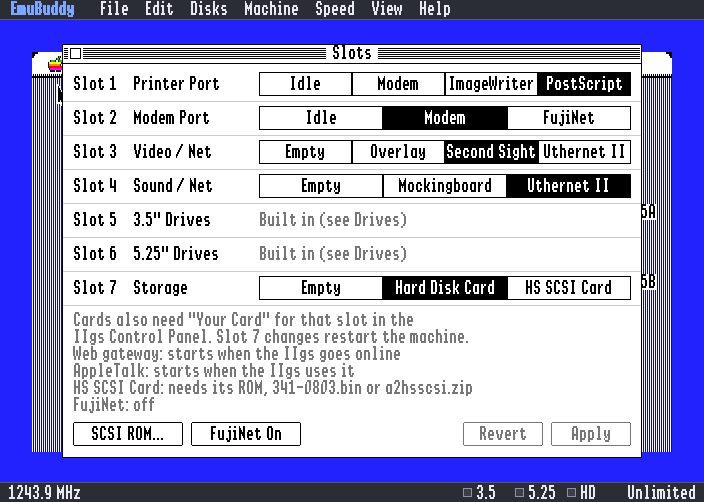 EmuBuddy File Edit Disks Machine Speed View Help
Slots
Slot 1 Printer Port Idle Modem ImageWriter PostScript
Slot 2 Modem Port Idle Modem FujiNet
Slot 3 Video / Net Empty Overlay Second Sight Uthernet II
Slot 4 Sound / Net Empty Mockingboard Uthernet II
5A
Slot 5 3.5" Drives Built in (see Drives)
Slot 6 5.25" Drives Built in (see Drives)
5B
Slot 7 Storage Empty Hard Disk Card HS SCSI Card
Cards also need "Your Card" for that slot in the
IIgs Control Panel. Slot 7 changes restart the machine.
Web gateway: starts when the IIgs goes online
AppleTalk: starts when the IIgs uses it
HS SCSI Card: needs its ROM, 341-0803.bin or a2hsscsi.zip
FujiNet: off
SCSI ROM... FujiNet On Revert Apply
1243.9 MHz 3.5 5.25 HD Unlimited